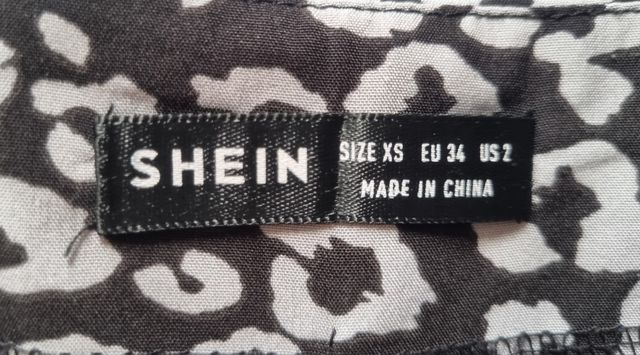 SHEIN
SIZE XS EU 34 US 2
MADE IN CHINA